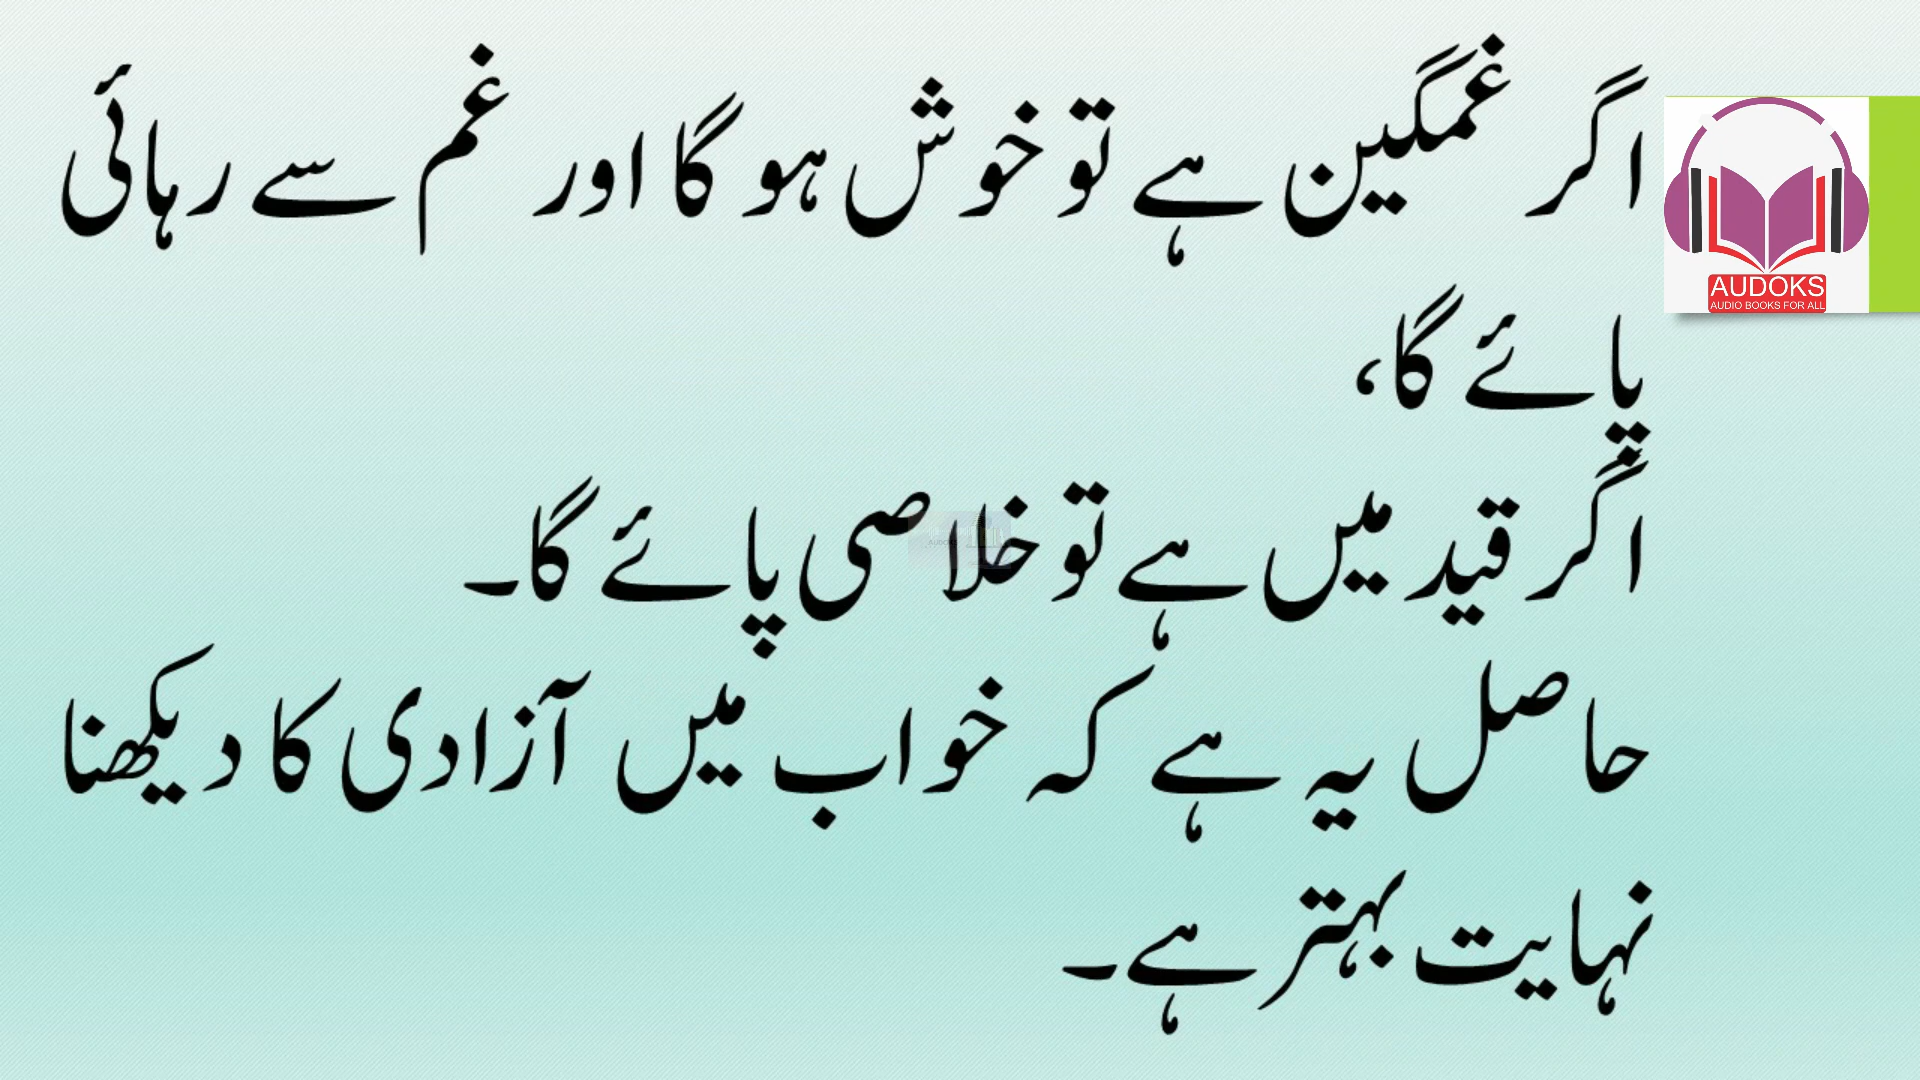 اگر غمگین ہے تو خوش ہو گا اور غم سے رہائی
پائے گا،
اگر قید میں ہے تو خلاصی پائے گا۔
حاصل یہ ہے کہ خواب میں آزادی کا دیکھنا
نہایت بہتر ہے۔
AUDOKS
AUDIO BOOKS FOR ALL